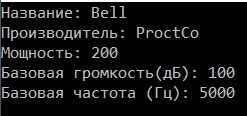 Название: Bell
Производитель: ProctCo
Мощность: 200
Базовая громкость(дБ): 100
Базовая частота (Гц): 5000